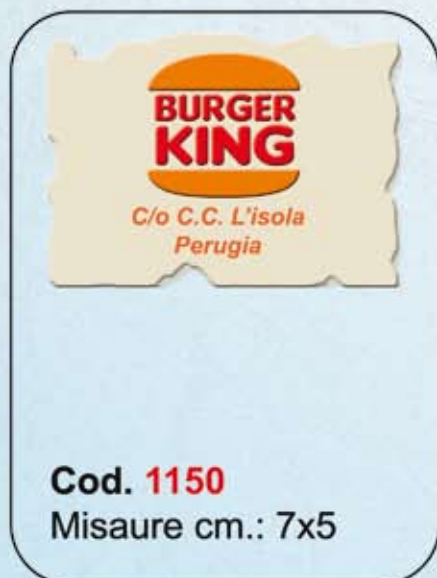 BURGER
KING
C/o C.C. L'isola
Perugia
Cod. 1150
Misaure cm.: 7x5